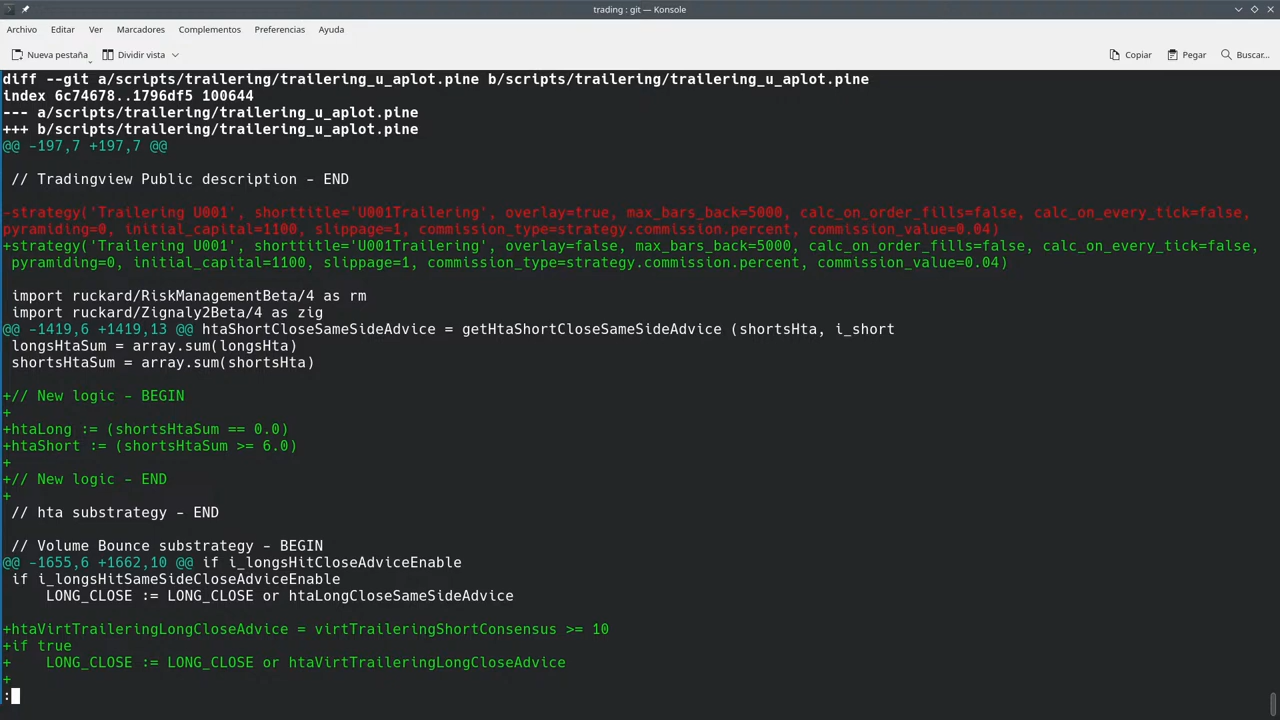 trading : git — Konsole
Archivo Editar Ver Marcadores Complementos Preferencias Ayuda
Nueva pestaña Dividir vista Copiar Pegar Buscar...
diff --git a/scripts/trailering/trailering_u_aplot.pine b/scripts/trailering/trailering_u_aplot.pine
index 6c74678..1796df5 100644
--- a/scripts/trailering/trailering_u_aplot.pine
+++ b/scripts/trailering/trailering_u_aplot.pine
@@ -197,7 +197,7 @@
// Tradingview Public description - END
-strategy('Trailering U001', shorttitle='U001Trailering', overlay=true, max_bars_back=5000, calc_on_order_fills=false, calc_on_every_tick=false,
pyramiding=0, initial_capital=1100, slippage=1, commission_type=strategy.commission.percent, commission_value=0.04)
+strategy('Trailering U001', shorttitle='U001Trailering', overlay=false, max_bars_back=5000, calc_on_order_fills=false, calc_on_every_tick=false,
pyramiding=0, initial_capital=1100, slippage=1, commission_type=strategy.commission.percent, commission_value=0.04)
import ruckard/RiskManagementBeta/4 as rm
import ruckard/Zignaly2Beta/4 as zig
@@ -1419,6 +1419,13 @@ htaShortCloseSameSideAdvice = getHtaShortCloseSameSideAdvice (shortsHta, i_short
longsHtaSum = array.sum(longsHta)
shortsHtaSum = array.sum(shortsHta)
+// New logic - BEGIN
+
+htaLong := (shortsHtaSum == 0.0)
+htaShort := (shortsHtaSum >= 6.0)
+
+// New logic - END
+
// hta substrategy - END
// Volume Bounce substrategy - BEGIN
@@ -1655,6 +1662,10 @@ if i_longsHitCloseAdviceEnable
if i_longsHitSameSideCloseAdviceEnable
LONG_CLOSE := LONG_CLOSE or htaLongCloseSameSideAdvice
+htaVirtTraileringLongCloseAdvice = virtTraileringShortConsensus >= 10
+if true
+    LONG_CLOSE := LONG_CLOSE or htaVirtTraileringLongCloseAdvice
+
: